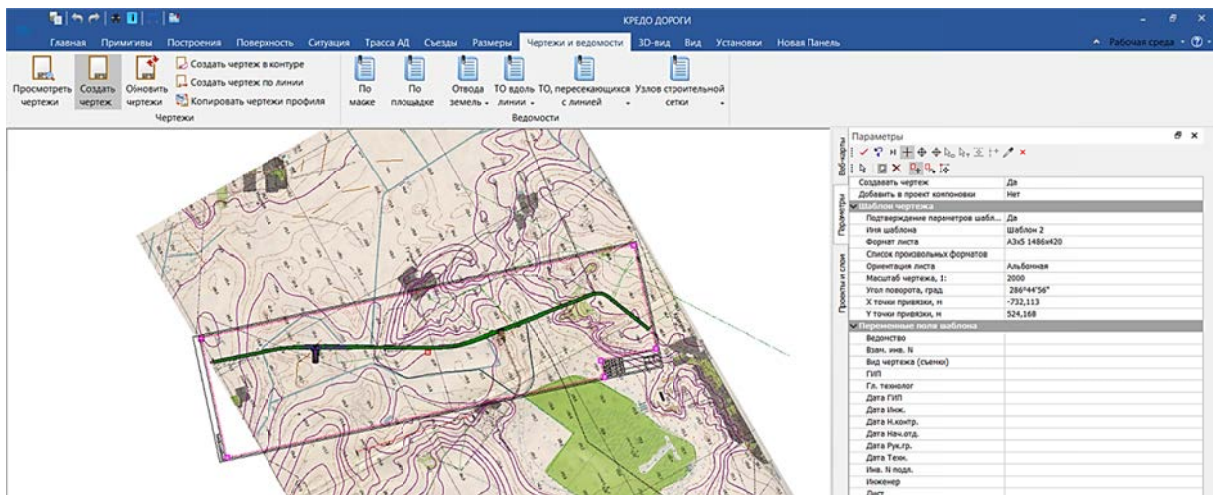 КРЕДО ДОРОГИ
Главная Примитивы Построения Поверхность Ситуация Трасса АД Съезды Размеры Чертежи и ведомости 3D-вид Вид Установки Новая Панель Рабочая среда
Просмотреть чертежи
Создать чертеж
Обновить чертежи
Создать чертеж в контуре
Создать чертеж по линии
Копировать чертежи профиля
Чертежи
По маске
По площадке
Отвода земель
ТО вдоль линии
ТО, пересекающихся с линией
Узлов строительной сетки
Ведомости
Веб-карты
Параметры
Проекты и слои
Параметры
Создавать чертеж Да
Добавить в проект компоновки Нет
Шаблон чертежа
Подтверждение параметров шабл... Да
Имя шаблона Шаблон 2
Формат листа А3х5 1486х420
Список произвольных форматов
Ориентация листа Альбомная
Масштаб чертежа, 1: 2000
Угол поворота, град. 286°44'56"
X точки привязки, м -732,113
Y точки привязки, м 524,168
Переменные поля шаблона
Ведомство
Взам. инв. N
Вид чертежа (съемки)
ГИП
Гл. технолог
Дата ГИП
Дата Инж.
Дата Н.контр.
Дата Нач.отд.
Дата Рук.гр.
Дата Техн.
Инв. N подл.
Инженер
Лист